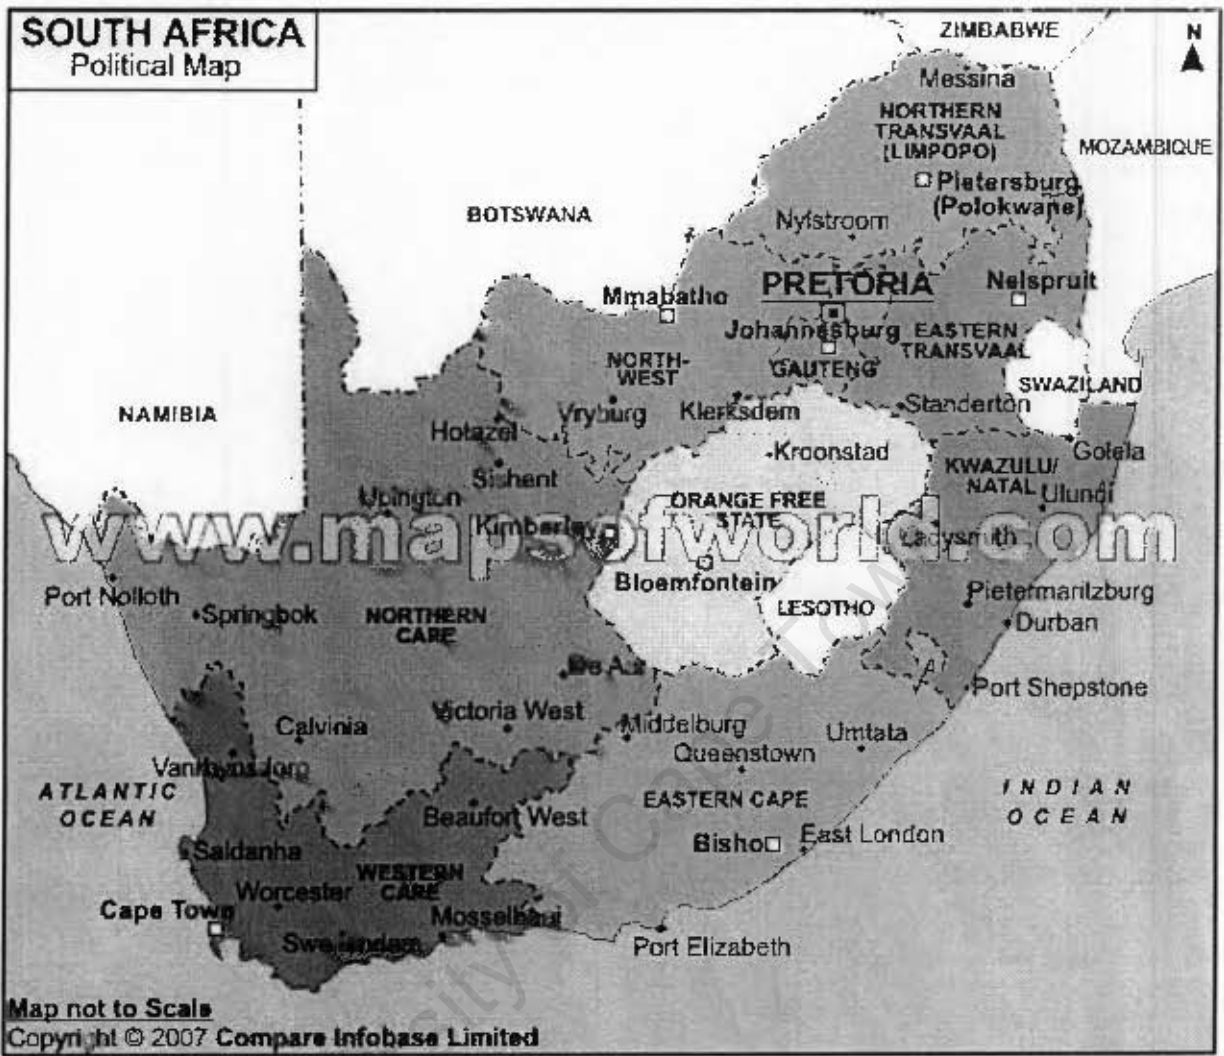 SOUTH AFRICA
Political Map
N
ZIMBABWE
Messina
NORTHERN
TRANSVAAL
(LIMPOPO)
MOZAMBIQUE
Pietersburg
(Polokwane)
BOTSWANA
Nylstroom
PRETORIA
Nelspruit
Mmabatho
Johannesburg
EASTERN
TRANSVAAL
NORTH-
WEST
GAUTENG
SWAZILAND
NAMIBIA
Vryburg
Klerksdem
Standerton
Hotazel
Kroonstad
Golela
Sishent
KWAZULU/
NATAL
Ulundi
Upington
ORANGE FREE
STATE
www.mapsofworld.com
Kimberley
Ladysmith
Bloemfontein
Port Nolloth
Springbok
NORTHERN
CARE
LESOTHO
Pietermaritzburg
Durban
De Aar
Port Shepstone
Calvinia
Victoria West
Middelburg
Umtata
Queenstown
ATLANTIC
OCEAN
INDIAN
OCEAN
Beaufort West
EASTERN CAPE
Bisho
East London
Saldanha
WESTERN
CARE
Worcester
Cape Town
Port Elizabeth
Map not to Scale
Copyright © 2007 Compare Infobase Limited